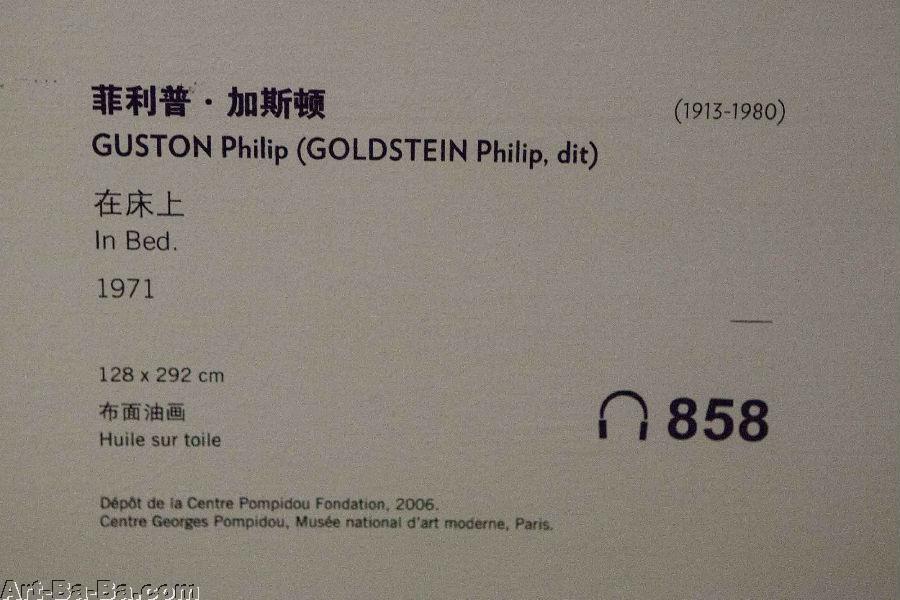 菲利普·加斯顿
(1913-1980)
GUSTON Philip (GOLDSTEIN Philip, dit)
在床上
In Bed.
1971
128 x 292 cm
布面油画
Huile sur toile
858
Dépôt de la Centre Pompidou Fondation, 2006.
Centre Georges Pompidou, Musée national d'art moderne, Paris.
Art-Ba-Ba.com